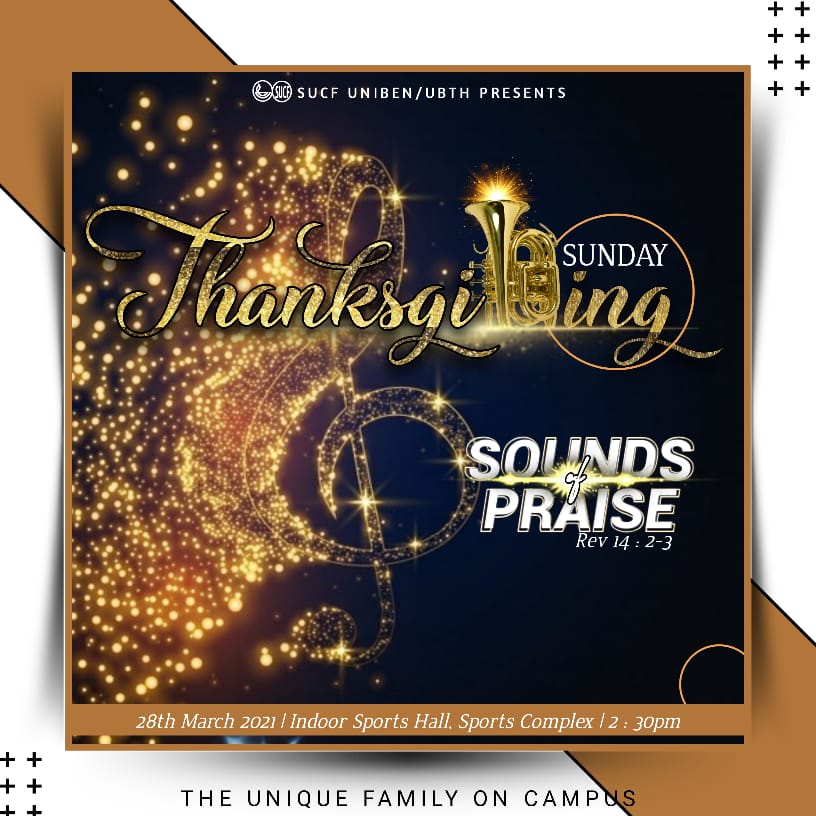 SUCF SUCF UNIBEN/UBTH PRESENTS
Thanksgiving
SUNDAY
SOUNDS
of
PRAISE
Rev 14 : 2-3
28th March 2021 | Indoor Sports Hall, Sports Complex | 2 : 30pm
THE UNIQUE FAMILY ON CAMPUS